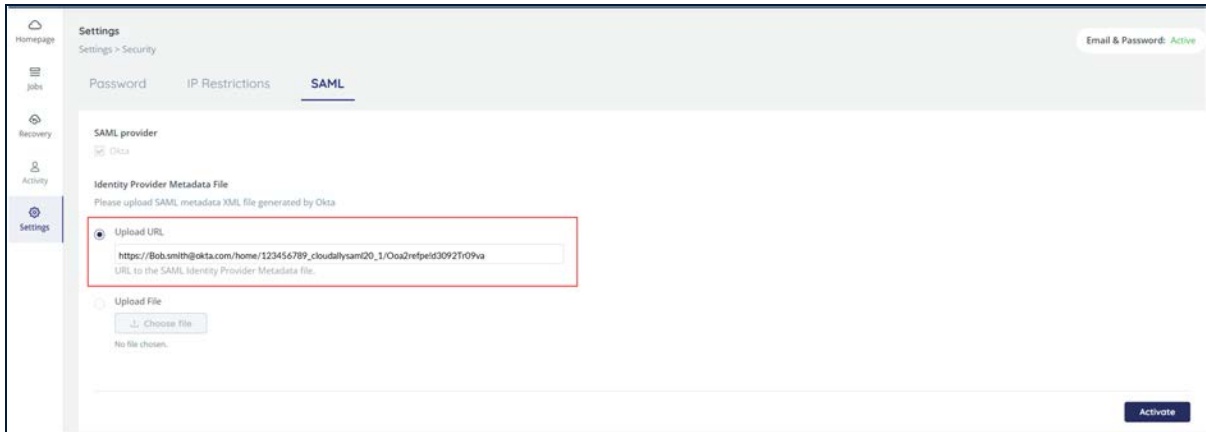 Homepage
Jobs
Recovery
Activity
Settings
Settings
Settings > Security
Email & Password: Active
Password IP Restrictions SAML
SAML provider
Okta
Identity Provider Metadata File
Please upload SAML metadata XML file generated by Okta
Upload URL
https://Bob.smith@okta.com/home/123456789_cloudallysaml20_1/Ooa2refpeld3092Tr09va
URL to the SAML Identity Provider Metadata file.
Upload File
Choose file
No file chosen.
Activate